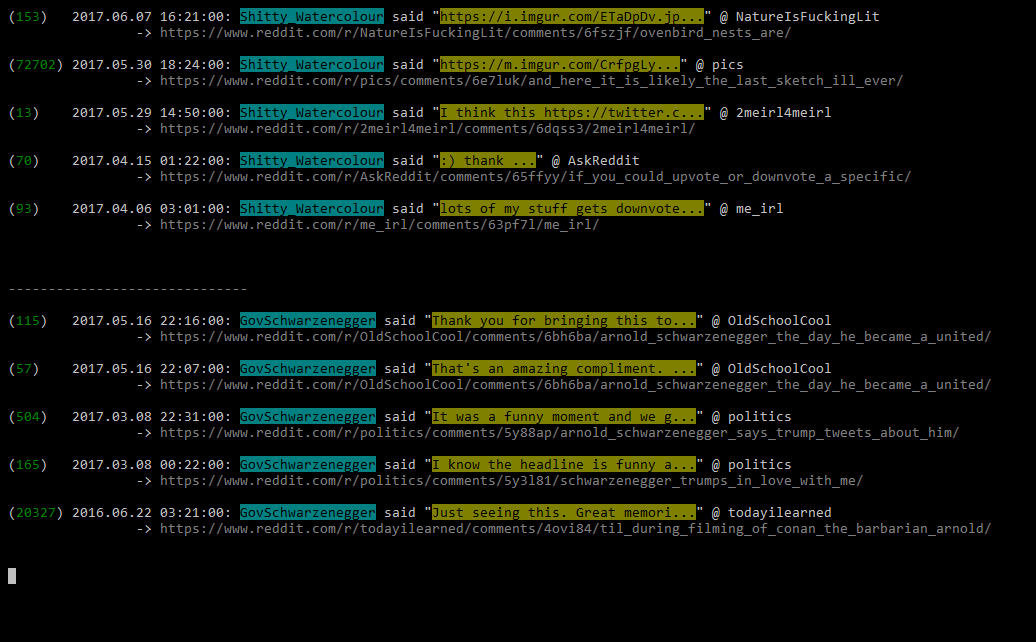 (153) 2017.06.07 16:21:00: Shitty_Watercolour said "https://i.imgur.com/ETaDpDv.jp..." @ NatureIsFuckingLit
-> https://www.reddit.com/r/NatureIsFuckingLit/comments/6fszjf/ovenbird_nests_are/
(72702) 2017.05.30 18:24:00: Shitty_Watercolour said "https://m.imgur.com/CrfpgLy..." @ pics
-> https://www.reddit.com/r/pics/comments/6e7luk/and_here_it_is_likely_the_last_sketch_ill_ever/
(13) 2017.05.29 14:50:00: Shitty_Watercolour said "I think this https://twitter.c..." @ 2meirl4meirl
-> https://www.reddit.com/r/2meirl4meirl/comments/6dqss3/2meirl4meirl/
(70) 2017.04.15 01:22:00: Shitty_Watercolour said ":) thank ..." @ AskReddit
-> https://www.reddit.com/r/AskReddit/comments/65ffyy/if_you_could_upvote_or_downvote_a_specific/
(93) 2017.04.06 03:01:00: Shitty_Watercolour said "lots of my stuff gets downvote..." @ me_irl
-> https://www.reddit.com/r/me_irl/comments/63pf7l/me_irl/
------------------------------
(115) 2017.05.16 22:16:00: GovSchwarzenegger said "Thank you for bringing this to..." @ OldSchoolCool
-> https://www.reddit.com/r/OldSchoolCool/comments/6bh6ba/arnold_schwarzenegger_the_day_he_became_a_united/
(57) 2017.05.16 22:07:00: GovSchwarzenegger said "That's an amazing compliment. ..." @ OldSchoolCool
-> https://www.reddit.com/r/OldSchoolCool/comments/6bh6ba/arnold_schwarzenegger_the_day_he_became_a_united/
(504) 2017.03.08 22:31:00: GovSchwarzenegger said "It was a funny moment and we g..." @ politics
-> https://www.reddit.com/r/politics/comments/5y88ap/arnold_schwarzenegger_says_trump_tweets_about_him/
(165) 2017.03.08 00:22:00: GovSchwarzenegger said "I know the headline is funny a..." @ politics
-> https://www.reddit.com/r/politics/comments/5y3l81/schwarzenegger_trumps_in_love_with_me/
(20327) 2016.06.22 03:21:00: GovSchwarzenegger said "Just seeing this. Great memori..." @ todayilearned
-> https://www.reddit.com/r/todayilearned/comments/4ovi84/til_during_filming_of_conan_the_barbarian_arnold/